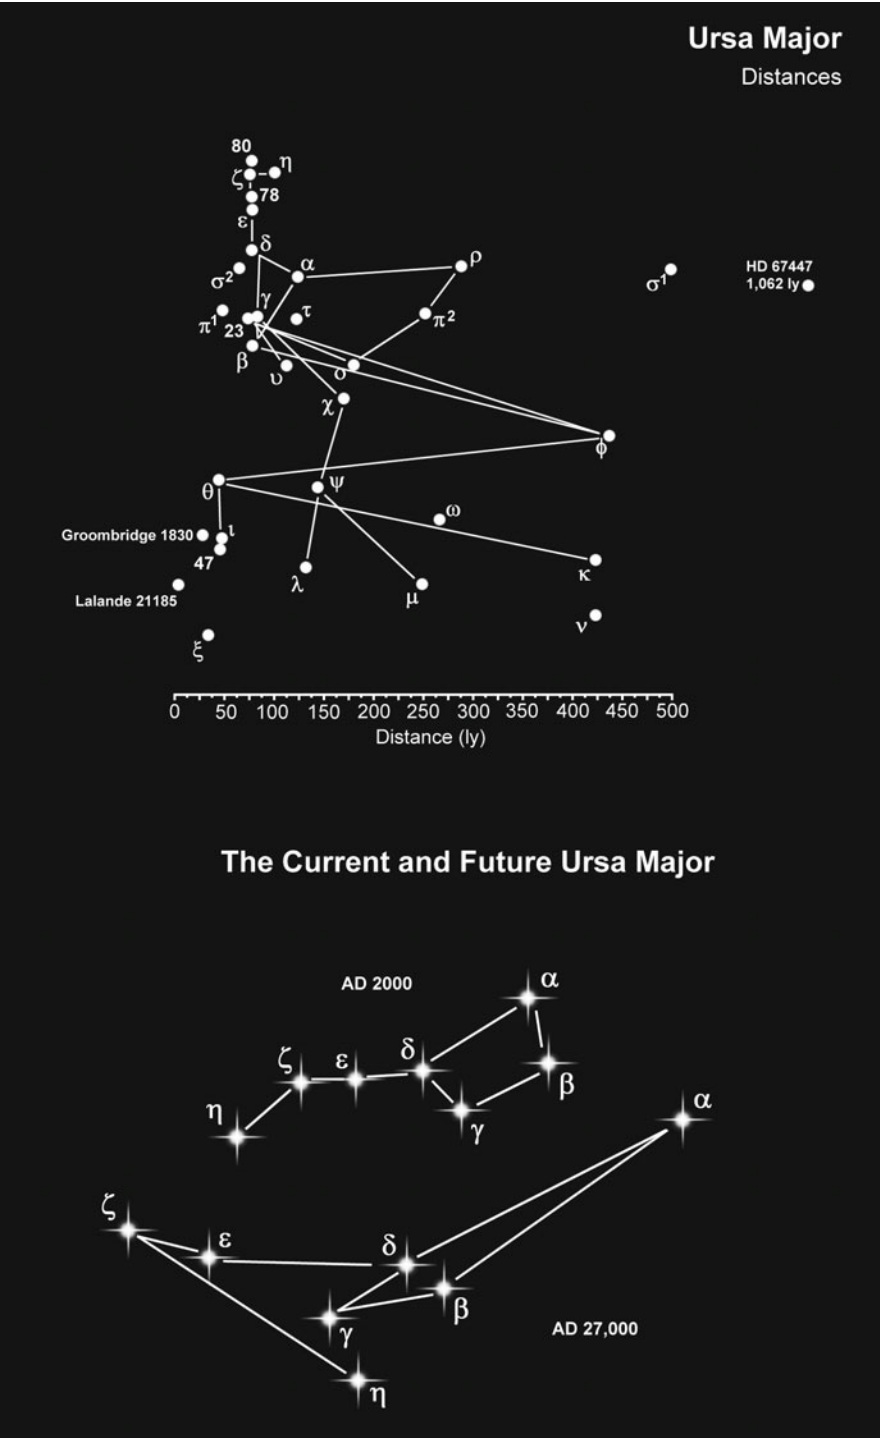 Ursa Major
Distances
80
η
ζ
78
ε
δ
α
ρ
σ²
σ¹
HD 67447
1,062 ly
γ
τ
π¹
23
π²
β
υ
σ
χ
ϕ
θ
ψ
ω
Groombridge 1830
ι
47
λ
κ
μ
Lalande 21185
ν
ξ
0 50 100 150 200 250 300 350 400 450 500
Distance (ly)
The Current and Future Ursa Major
AD 2000
α
δ
ζ
ε
β
η
γ
α
ζ
ε
δ
β
γ
AD 27,000
η